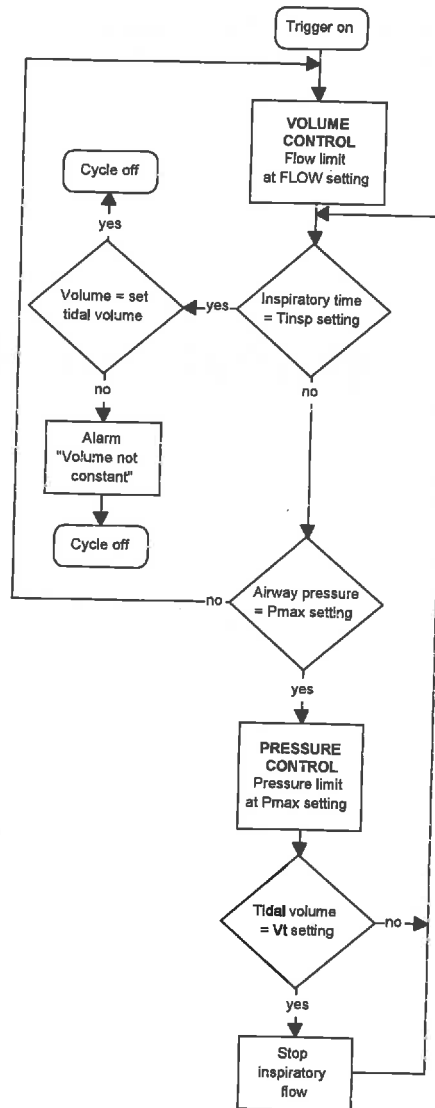 Trigger on
VOLUME
CONTROL
Flow limit
at FLOW setting
Cycle off
yes
Volume = set
tidal volume
yes
Inspiratory time
= Tinsp setting
no
no
Alarm
"Volume not
constant"
Cycle off
no
Airway pressure
= Pmax setting
yes
PRESSURE
CONTROL
Pressure limit
at Pmax setting
Tidal volume
= Vt setting
no
yes
Stop
inspiratory
flow